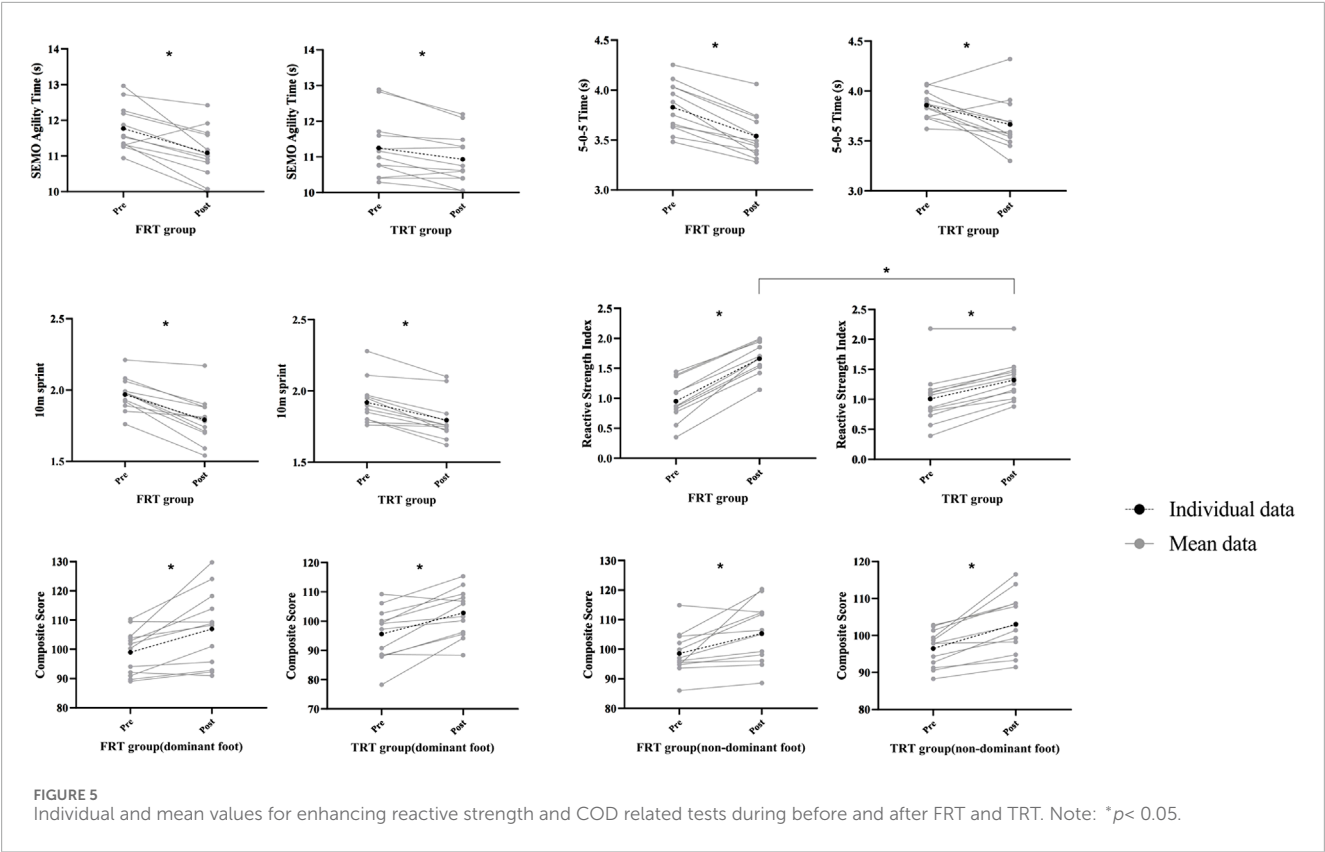 *
*
*
*
14
13
12
11
10
SEMO Agility Time (s)
Pre
Post
FRT group
14
13
12
11
10
SEMO Agility Time (s)
Pre
Post
TRT group
4.5
4.0
3.5
3.0
5-0-5 Time (s)
Pre
Post
FRT group
4.5
4.0
3.5
3.0
5-0-5 Time (s)
Pre
Post
TRT group
*
*
*
*
*
2.5
2.0
1.5
10m sprint
Pre
Post
FRT group
2.5
2.0
1.5
10m sprint
Pre
Post
TRT group
2.5
2.0
1.5
1.0
0.5
0.0
Reactive Strength Index
Pre
Post
FRT group
2.5
2.0
1.5
1.0
0.5
0.0
Reactive Strength Index
Pre
Post
TRT group
Individual data
Mean data
*
*
*
*
130
120
110
100
90
80
Composite Score
Pre
Post
FRT group(dominant foot)
120
110
100
90
80
70
Composite Score
Pre
Post
TRT group(dominant foot)
130
120
110
100
90
80
Composite Score
Pre
Post
FRT group(non-dominant foot)
120
110
100
90
80
Composite Score
Pre
Post
TRT group(non-dominant foot)
FIGURE 5
Individual and mean values for enhancing reactive strength and COD related tests during before and after FRT and TRT. Note: *p< 0.05.